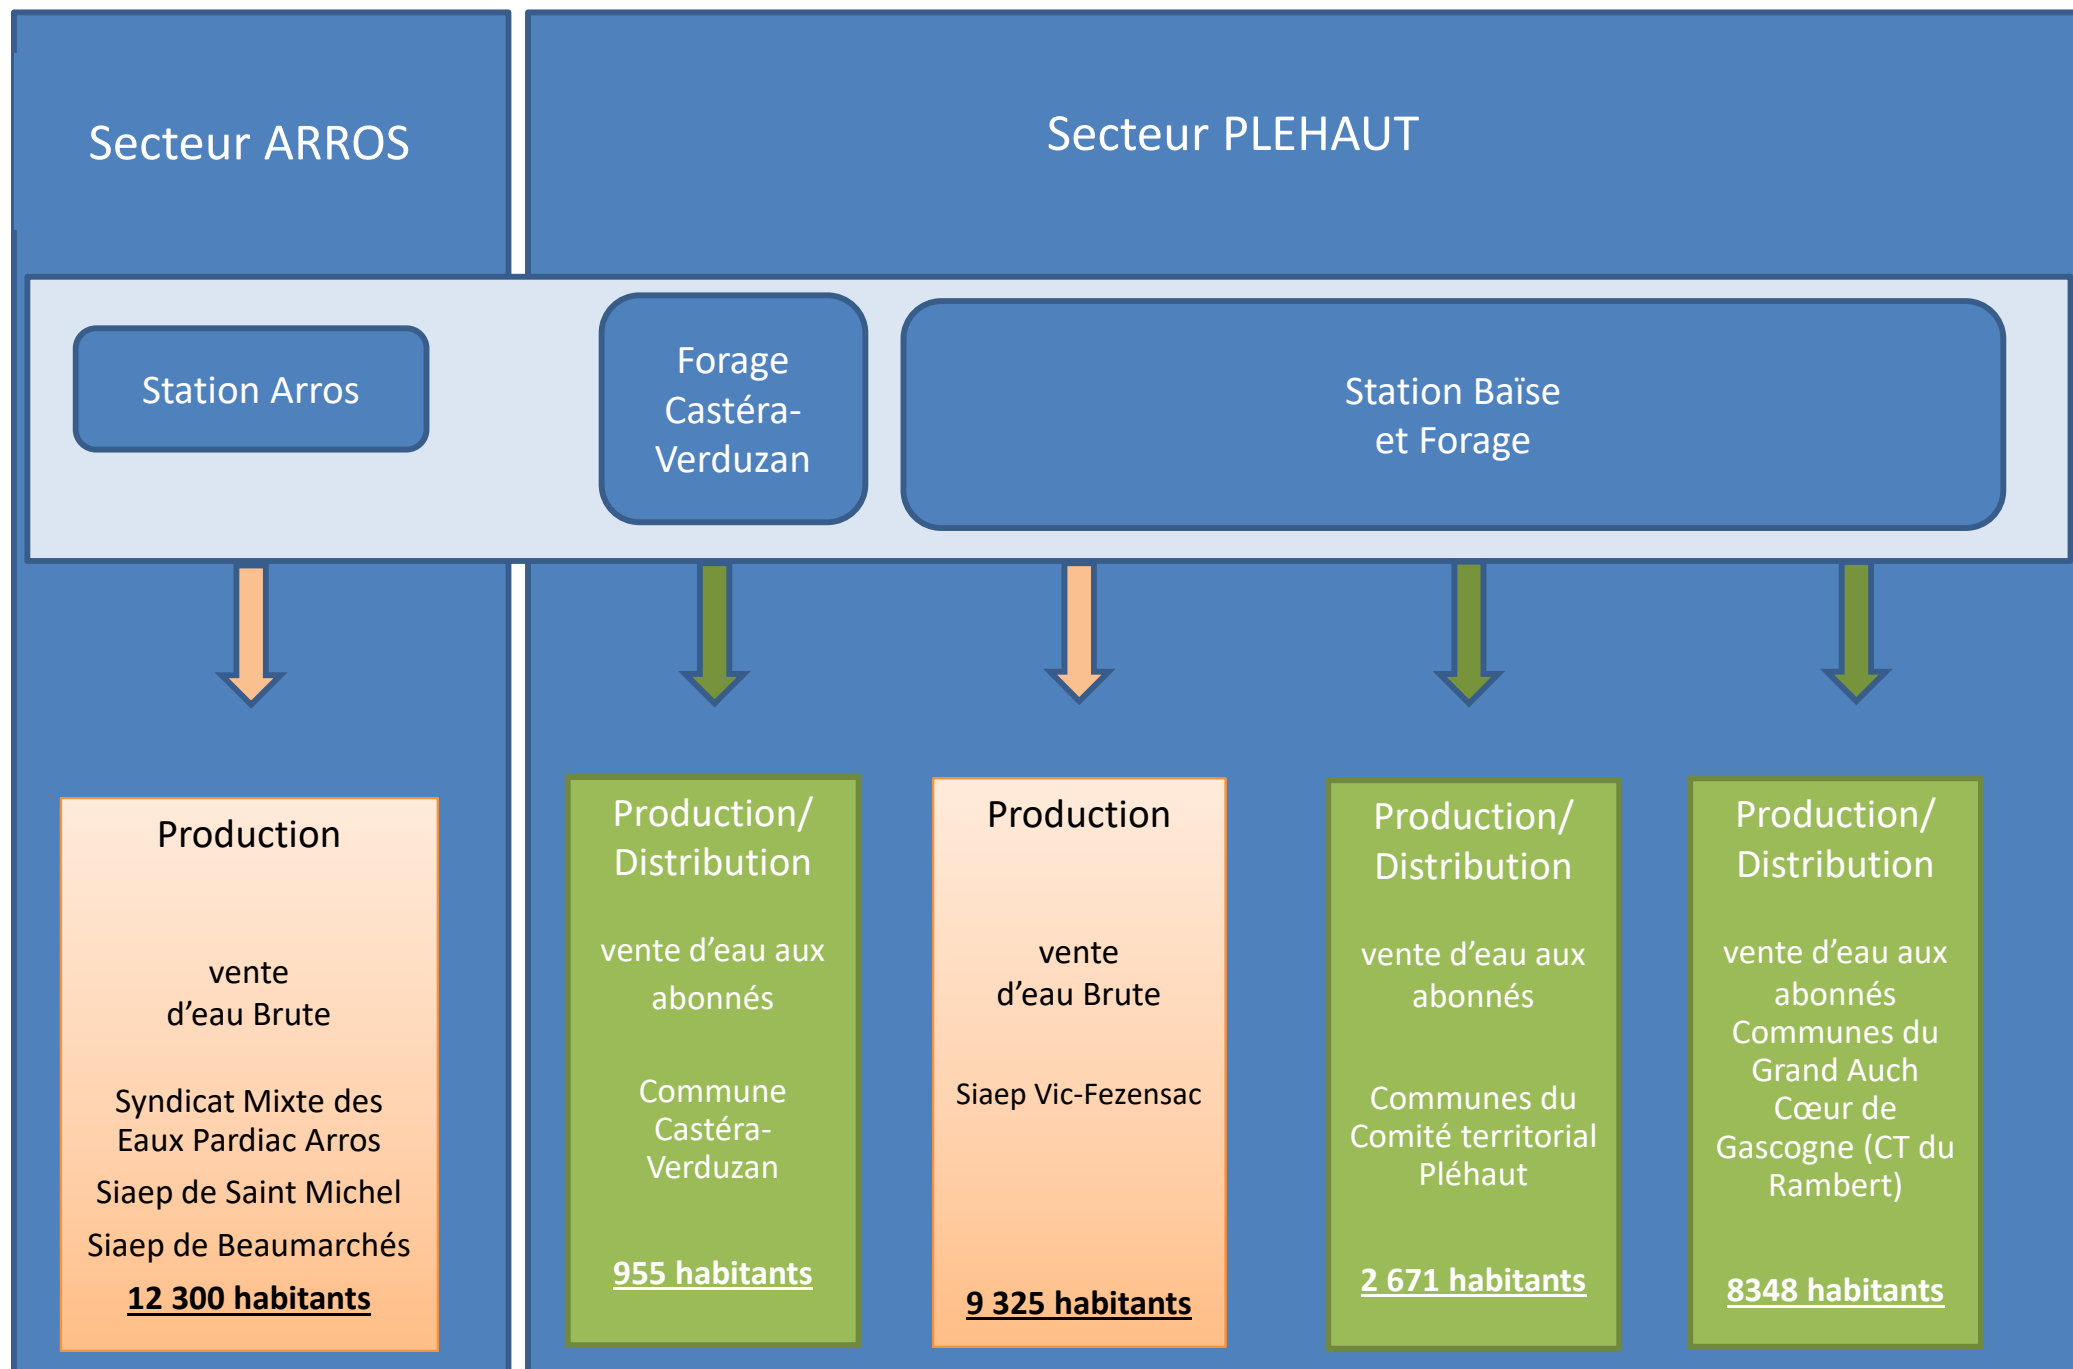 Secteur ARROS
Secteur PLEHAUT
Station Arros
Forage
Castéra-
Verduzan
Station Baïse
et Forage
Production
vente
d’eau Brute
Syndicat Mixte des
Eaux Pardiac Arros
Siaep de Saint Michel
Siaep de Beaumarchés
12 300 habitants
Production/
Distribution
vente d’eau aux
abonnés
Commune
Castéra-
Verduzan
955 habitants
Production
vente
d’eau Brute
Siaep Vic-Fezensac
9 325 habitants
Production/
Distribution
vente d’eau aux
abonnés
Communes du
Comité territorial
Pléhaut
2 671 habitants
Production/
Distribution
vente d’eau aux
abonnés
Communes du
Grand Auch
Cœur de
Gascogne (CT du
Rambert)
8348 habitants